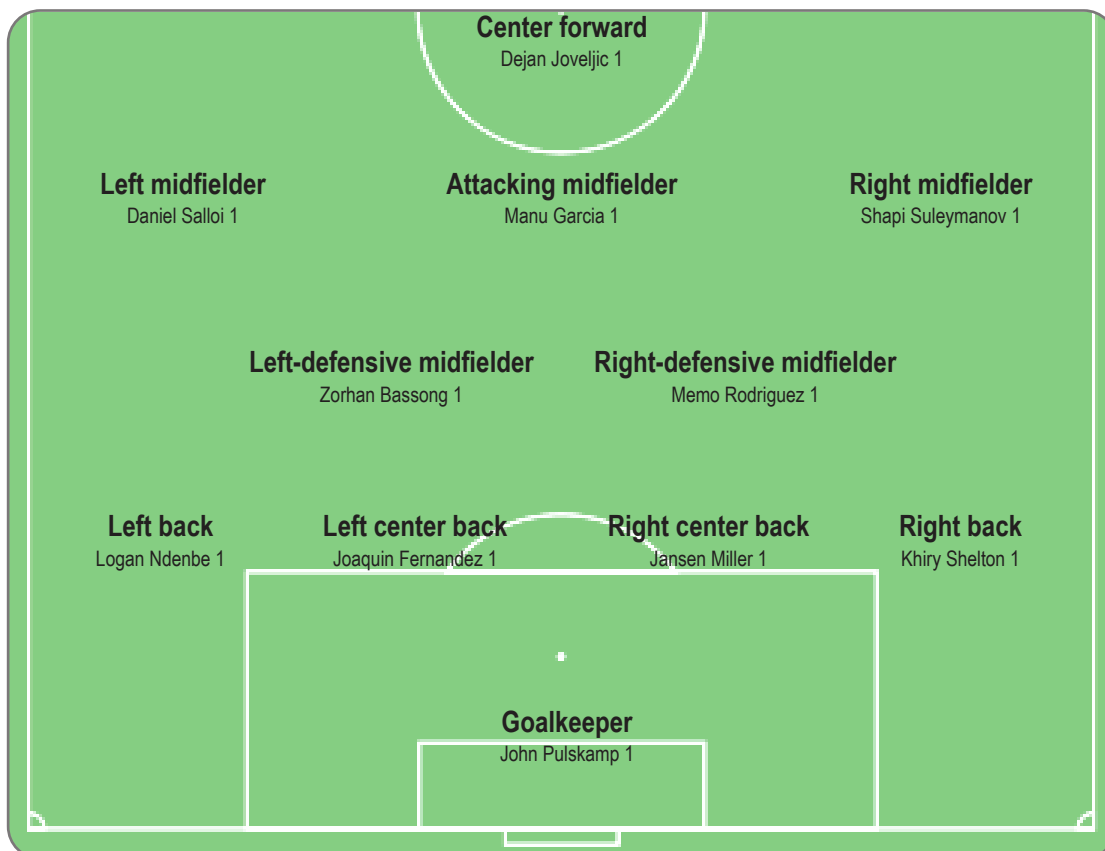 Center forward
Dejan Joveljic 1
Left midfielder
Attacking midfielder
Right midfielder
Daniel Salloi 1
Manu Garcia 1
Shapi Suleymanov 1
Left-defensive midfielder
Right-defensive midfielder
Zorhan Bassong 1
Memo Rodriguez 1
Left back
Left center back
Right center back
Right back
Logan Ndenbe 1
Joaquin Fernandez 1
Jansen Miller 1
Khiry Shelton 1
Goalkeeper
John Pulskamp 1